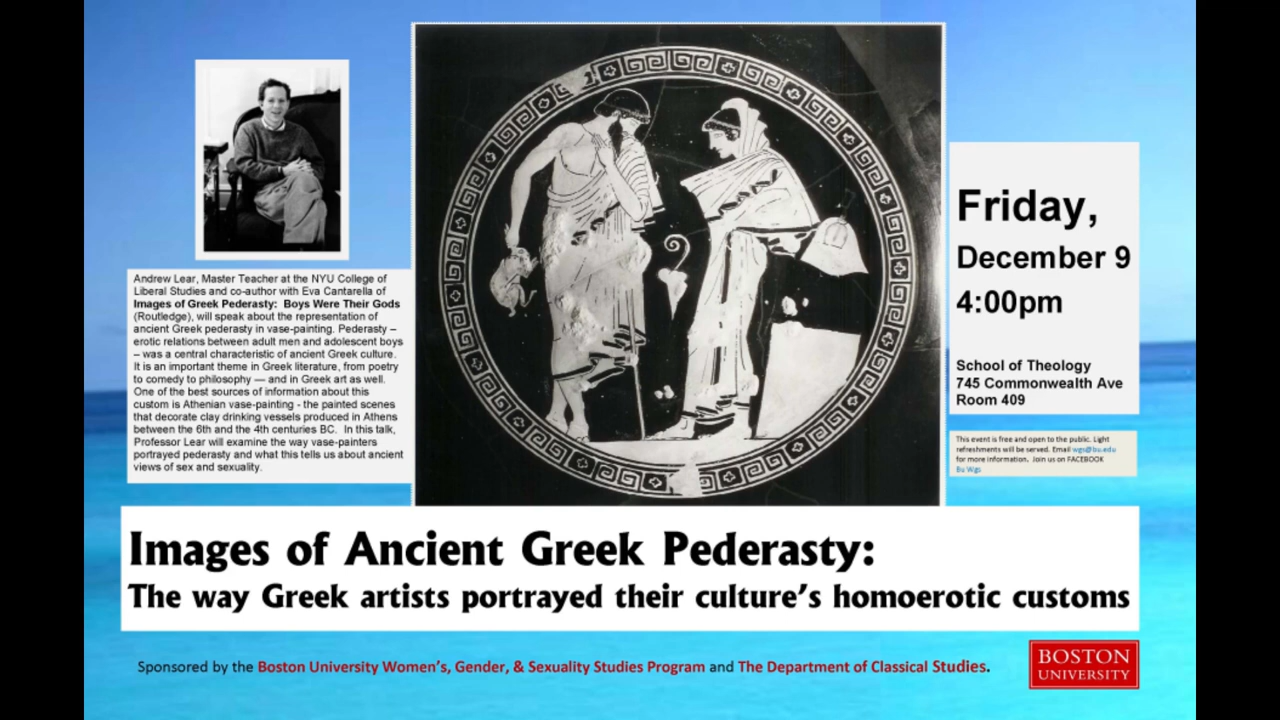 Andrew Lear, Master Teacher at the NYU College of
Liberal Studies and co-author with Eva Cantarella of
Images of Greek Pederasty:  Boys Were Their Gods
(Routledge), will speak about the representation of
ancient Greek pederasty in vase-painting. Pederasty –
erotic relations between adult men and adolescent boys
– was a central characteristic of ancient Greek culture.
It is an important theme in Greek literature, from poetry
to comedy to philosophy — and in Greek art as well.
One of the best sources of information about this
custom is Athenian vase-painting - the painted scenes
that decorate clay drinking vessels produced in Athens
between the 6th and the 4th centuries BC.  In this talk,
Professor Lear will examine the way vase-painters
portrayed pederasty and what this tells us about ancient
views of sex and sexuality.
Friday,
December 9
4:00pm
School of Theology
745 Commonwealth Ave
Room 409
This event is free and open to the public. Light
refreshments will be served. Email wgs@bu.edu
for more information.  Join us on FACEBOOK
Bu Wgs
Images of Ancient Greek Pederasty:
The way Greek artists portrayed their culture's homoerotic customs
Sponsored by the Boston University Women's, Gender, & Sexuality Studies Program and The Department of Classical Studies.
BOSTON
UNIVERSITY